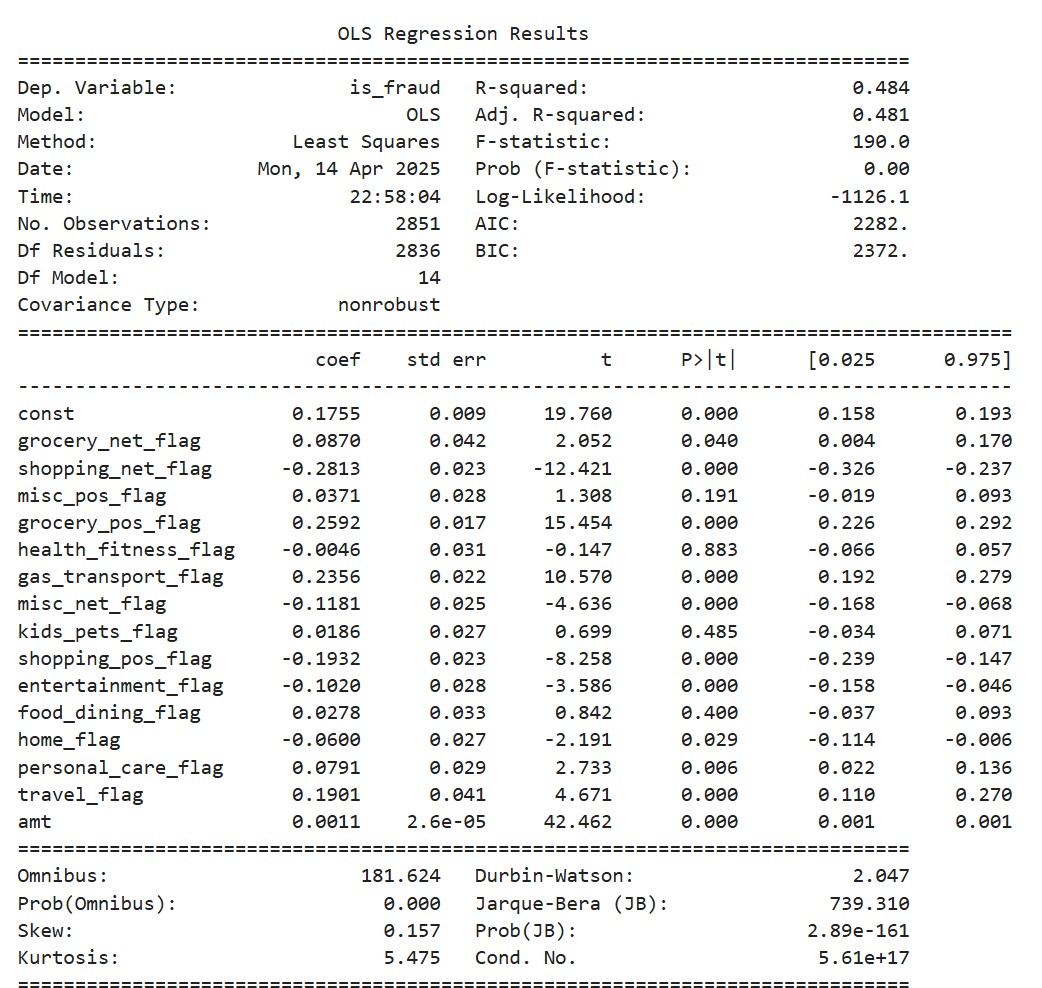 OLS Regression Results
==============================================================================
Dep. Variable:               is_fraud   R-squared:                       0.484
Model:                            OLS   Adj. R-squared:                  0.481
Method:                 Least Squares   F-statistic:                     190.0
Date:                Mon, 14 Apr 2025   Prob (F-statistic):               0.00
Time:                        22:58:04   Log-Likelihood:                -1126.1
No. Observations:                2851   AIC:                             2282.
Df Residuals:                    2836   BIC:                             2372.
Df Model:                          14
Covariance Type:            nonrobust
=======================================================================================
                          coef    std err          t      P>|t|      [0.025      0.975]
---------------------------------------------------------------------------------------
const                   0.1755      0.009     19.760      0.000       0.158       0.193
grocery_net_flag        0.0870      0.042      2.052      0.040       0.004       0.170
shopping_net_flag      -0.2813      0.023    -12.421      0.000      -0.326      -0.237
misc_pos_flag           0.0371      0.028      1.308      0.191      -0.019       0.093
grocery_pos_flag        0.2592      0.017     15.454      0.000       0.226       0.292
health_fitness_flag    -0.0046      0.031     -0.147      0.883      -0.066       0.057
gas_transport_flag      0.2356      0.022     10.570      0.000       0.192       0.279
misc_net_flag          -0.1181      0.025     -4.636      0.000      -0.168      -0.068
kids_pets_flag          0.0186      0.027      0.699      0.485      -0.034       0.071
shopping_pos_flag      -0.1932      0.023     -8.258      0.000      -0.239      -0.147
entertainment_flag     -0.1020      0.028     -3.586      0.000      -0.158      -0.046
food_dining_flag        0.0278      0.033      0.842      0.400      -0.037       0.093
home_flag              -0.0600      0.027     -2.191      0.029      -0.114      -0.006
personal_care_flag      0.0791      0.029      2.733      0.006       0.022       0.136
travel_flag             0.1901      0.041      4.671      0.000       0.110       0.270
amt                     0.0011    2.6e-05     42.462      0.000       0.001       0.001
==============================================================================
Omnibus:                      181.624   Durbin-Watson:                   2.047
Prob(Omnibus):                  0.000   Jarque-Bera (JB):              739.310
Skew:                           0.157   Prob(JB):                    2.89e-161
Kurtosis:                       5.475   Cond. No.                     5.61e+17
==============================================================================